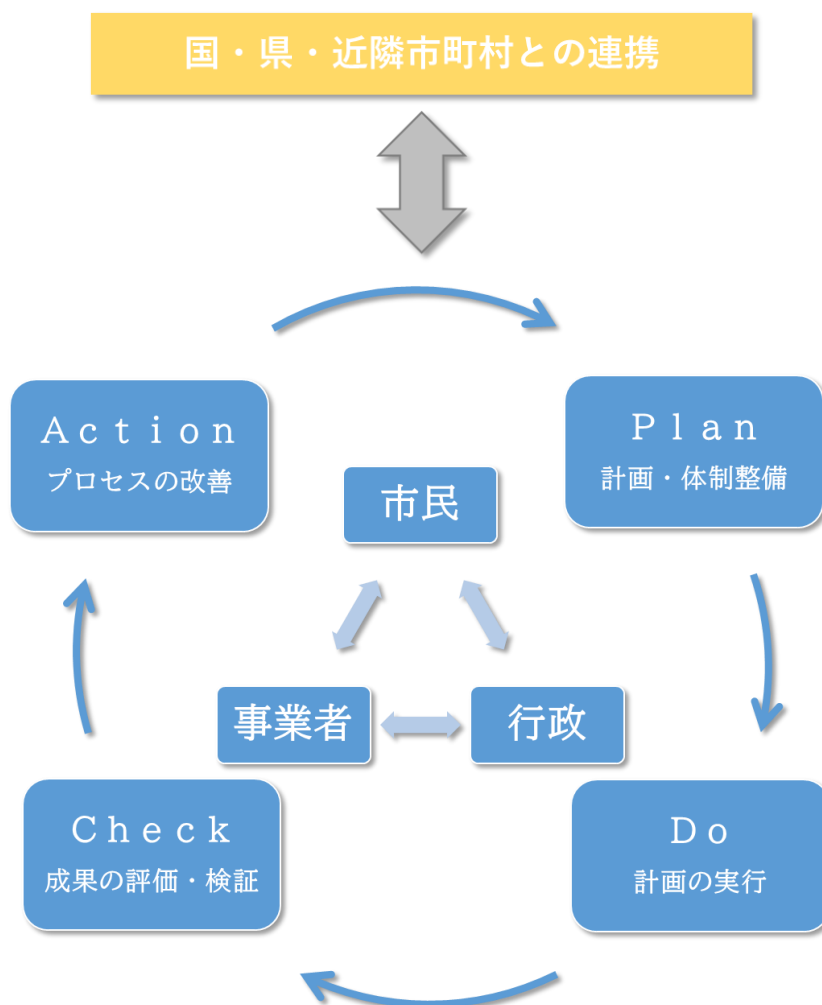 国・県・近隣市町村との連携
Ａｃｔｉｏｎ
プロセスの改善
Ｐｌａｎ
計画・体制整備
市民
事業者
行政
Ｃｈｅｃｋ
成果の評価・検証
Ｄｏ
計画の実行